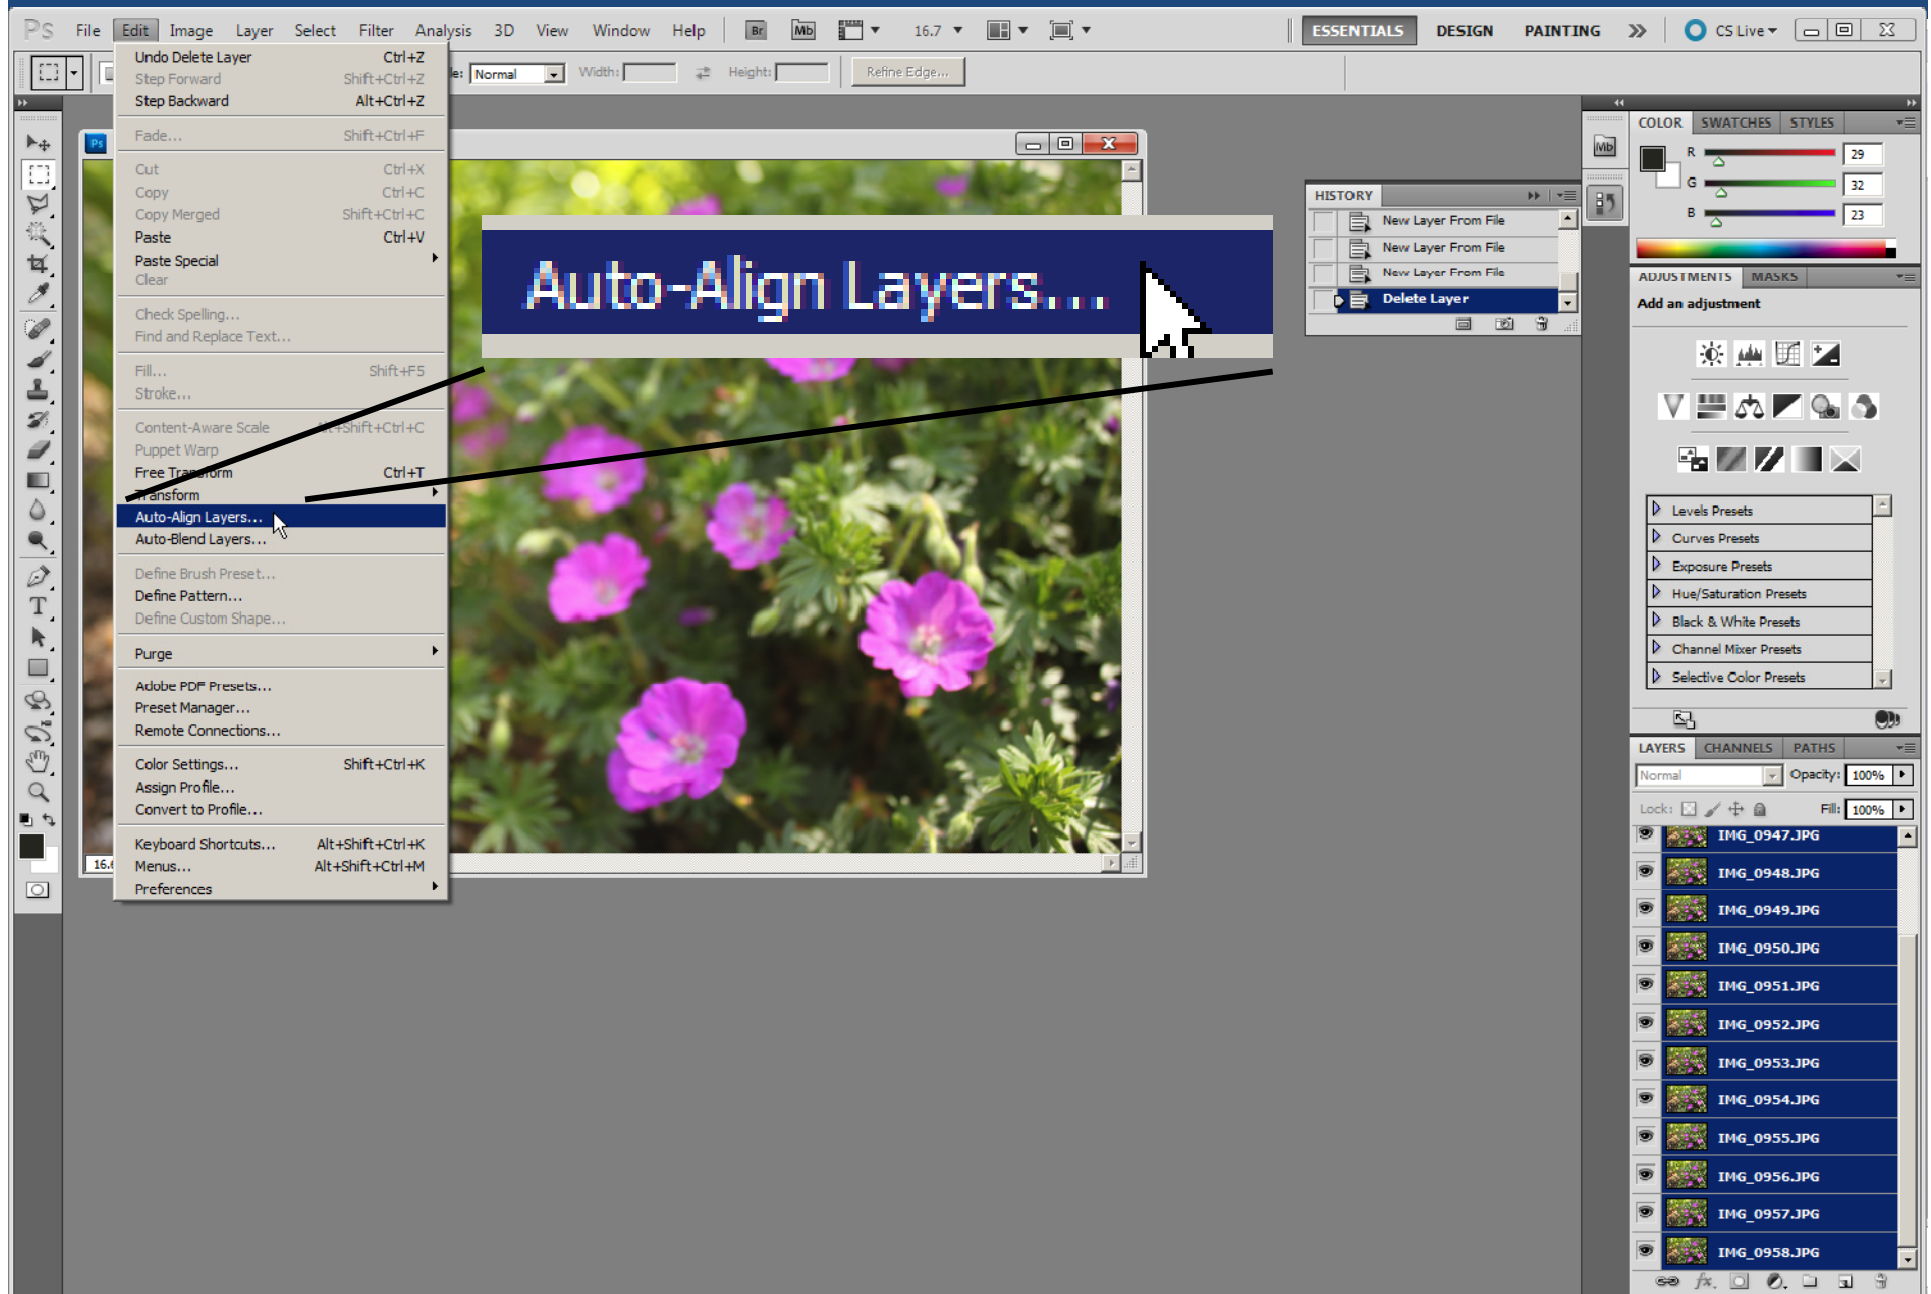 Ps File Edit Image Layer Select Filter Analysis 3D View Window Help Br Mb 16.7 ESSENTIALS DESIGN PAINTING CS Live
Normal Width: Height: Refine Edge...
Undo Delete Layer Ctrl+Z
Step Forward Shift+Ctrl+Z
Step Backward Alt+Ctrl+Z
Fade... Shift+Ctrl+F
Cut Ctrl+X
Copy Ctrl+C
Copy Merged Shift+Ctrl+C
Paste Ctrl+V
Paste Special
Clear
Check Spelling...
Find and Replace Text...
Fill... Shift+F5
Stroke...
Content-Aware Scale Alt+Shift+Ctrl+C
Puppet Warp
Free Transform Ctrl+T
Transform
Auto-Align Layers...
Auto-Blend Layers...
Define Brush Preset...
Define Pattern...
Define Custom Shape...
Purge
Adobe PDF Presets...
Preset Manager...
Remote Connections...
Color Settings... Shift+Ctrl+K
Assign Profile...
Convert to Profile...
Keyboard Shortcuts... Alt+Shift+Ctrl+K
Menus... Alt+Shift+Ctrl+M
Preferences
Ps
Auto-Align Layers...
HISTORY
New Layer From File
New Layer From File
New Layer From File
Delete Layer
Mb
COLOR SWATCHES STYLES
R 29
G 32
B 23
ADJUSTMENTS MASKS
Add an adjustment
Levels Presets
Curves Presets
Exposure Presets
Hue/Saturation Presets
Black & White Presets
Channel Mixer Presets
Selective Color Presets
LAYERS CHANNELS PATHS
Normal Opacity: 100%
Lock: Fill: 100%
IMG_0947.JPG
IMG_0948.JPG
IMG_0949.JPG
IMG_0950.JPG
IMG_0951.JPG
IMG_0952.JPG
IMG_0953.JPG
IMG_0954.JPG
IMG_0955.JPG
IMG_0956.JPG
IMG_0957.JPG
IMG_0958.JPG
fx.